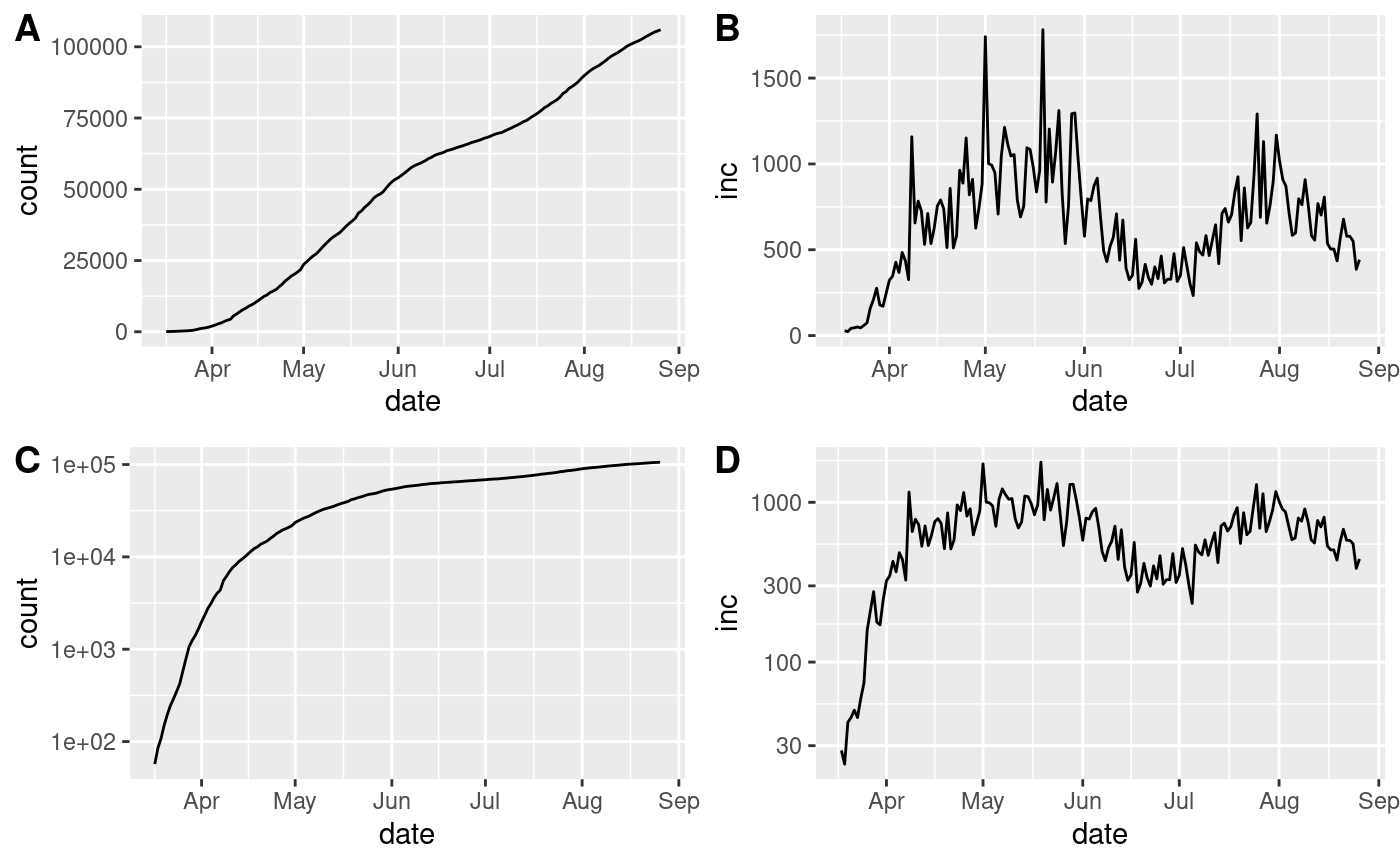 A
100000
75000
50000
25000
0
count
Apr May Jun Jul Aug Sep
date
B
1500
1000
500
0
inc
Apr May Jun Jul Aug Sep
date
C
1e+05
1e+04
1e+03
1e+02
count
Apr May Jun Jul Aug Sep
date
D
1000
300
100
30
inc
Apr May Jun Jul Aug Sep
date